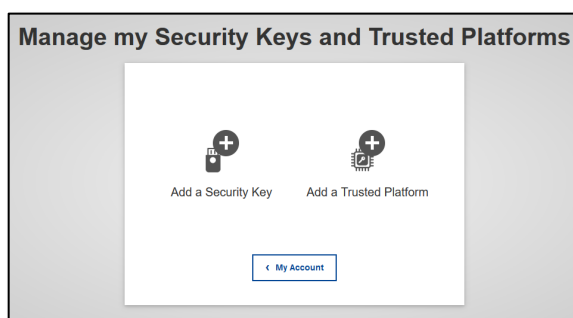 Manage my Security Keys and Trusted Platforms
Add a Security Key
Add a Trusted Platform
‹ My Account